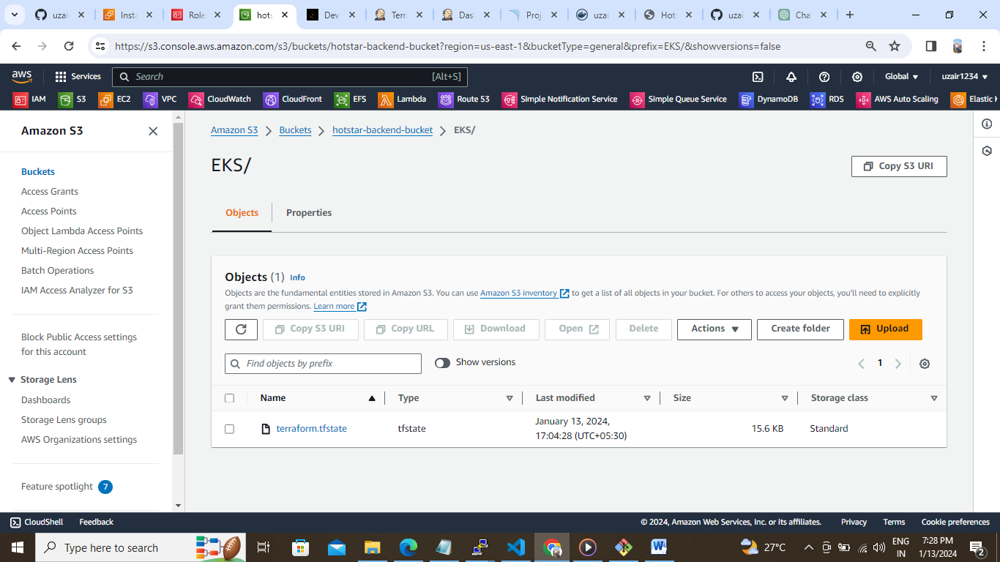 uzai
Insta
Role
hots
Dev
Terra
Das
Proj
uzai
Hots
uzai
Cha
https://s3.console.aws.amazon.com/s3/buckets/hotstar-backend-bucket?region=us-east-1&bucketType=general&prefix=EKS/&showversions=false
aws Services Search [Alt+S] Global uzair1234
IAM S3 EC2 VPC CloudWatch CloudFront EFS Lambda Route 53 Simple Notification Service Simple Queue Service DynamoDB RDS AWS Auto Scaling Elastic
Amazon S3
Buckets
Access Grants
Access Points
Object Lambda Access Points
Multi-Region Access Points
Batch Operations
IAM Access Analyzer for S3
Block Public Access settings
for this account
Storage Lens
Dashboards
Storage Lens groups
AWS Organizations settings
Feature spotlight 7
Amazon S3 Buckets hotstar-backend-bucket EKS/
EKS/
Copy S3 URI
Objects Properties
Objects (1) Info
Objects are the fundamental entities stored in Amazon S3. You can use Amazon S3 inventory to get a list of all objects in your bucket. For others to access your objects, you'll need to explicitly
grant them permissions. Learn more
Copy S3 URI Copy URL Download Open Delete Actions Create folder Upload
Find objects by prefix Show versions 1
Name Type Last modified Size Storage class
terraform.tfstate tfstate January 13, 2024, 15.6 KB Standard
17:04:28 (UTC+05:30)
CloudShell Feedback © 2024, Amazon Web Services, Inc. or its affiliates. Privacy Terms Cookie preferences
Type here to search 27°C ENG 7:28 PM
IN 1/13/2024 2